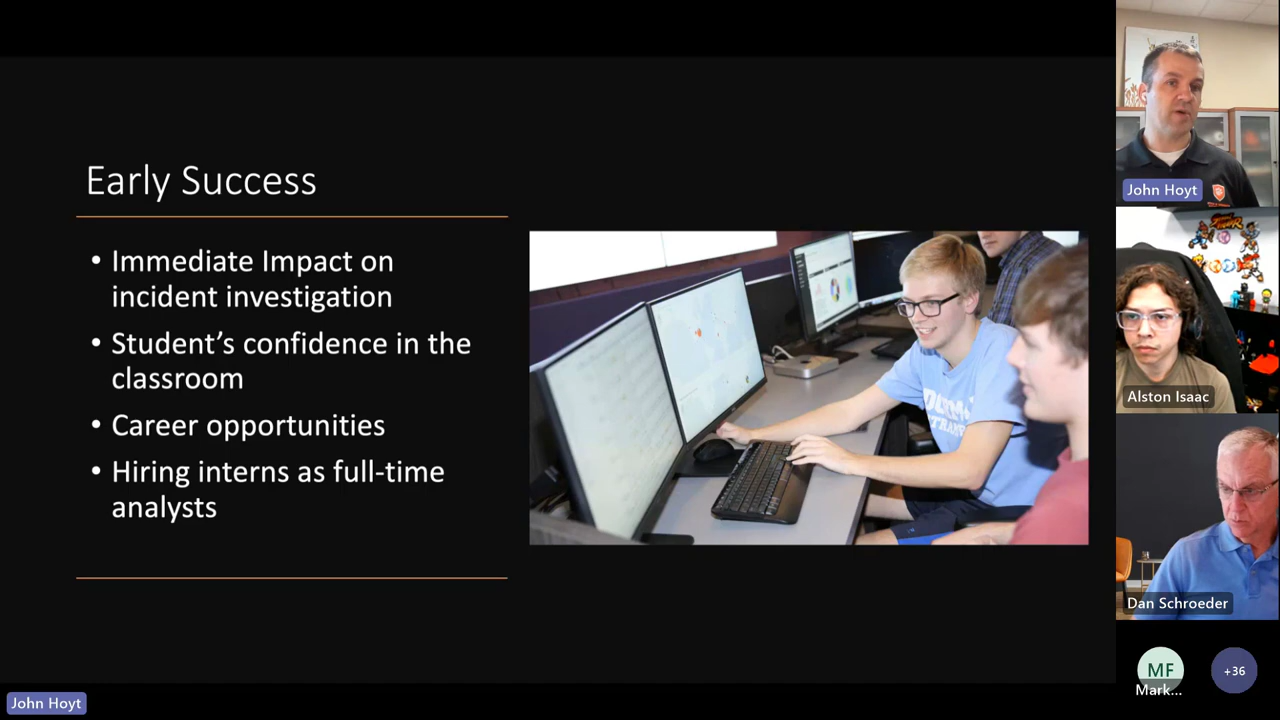 Early Success
• Immediate Impact on
incident investigation
• Student's confidence in the
classroom
• Career opportunities
• Hiring interns as full-time
analysts
John Hoyt
Alston Isaac
Dan Schroeder
MF
Mark...
+36
John Hoyt